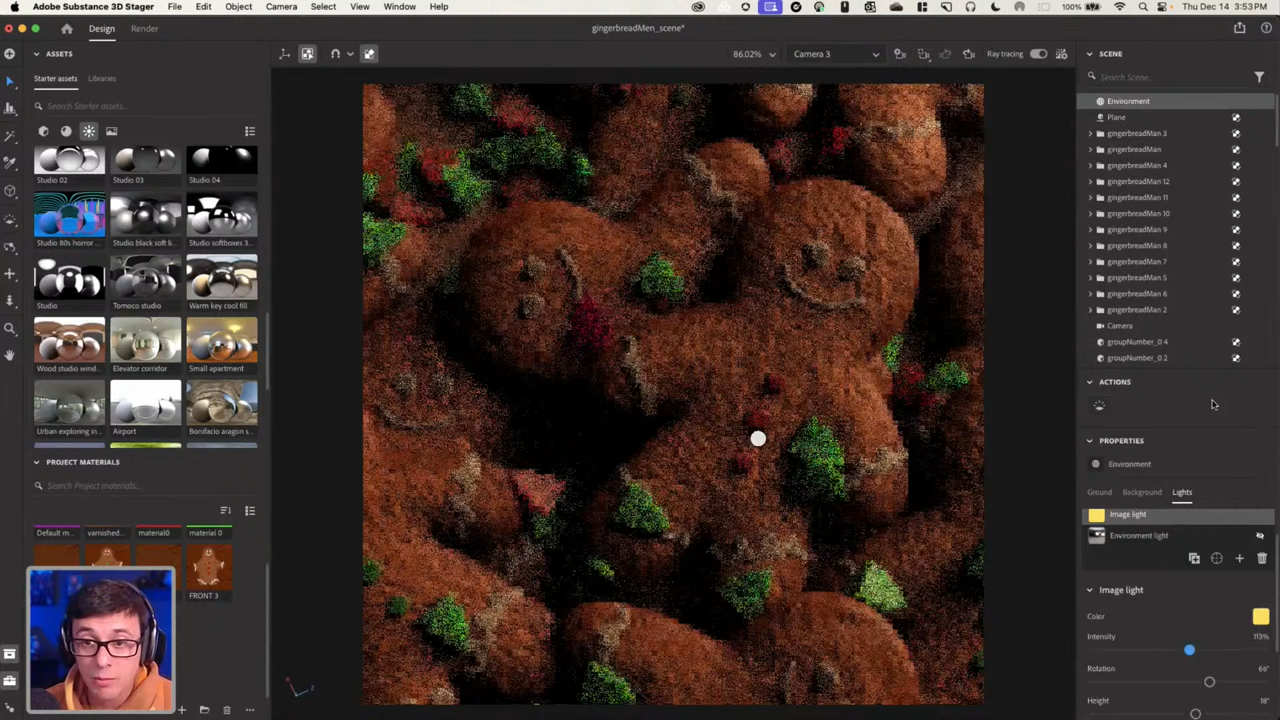 Adobe Substance 3D Stager File Edit Object Camera Select View Window Help
100% Thu Dec 14 3:53 PM
Design Render
gingerbreadMen_scene*
ASSETS
Starter assets Libraries
Search Starter assets...
Studio 02 Studio 03 Studio 04
Studio 80s horror ... Studio black soft li... Studio softboxes 3...
Studio Tomoco studio Warm key cool fill
Wood studio wind... Elevator corridor Small apartment
Urban exploring in... Airport Bonifacio aragon s...
PROJECT MATERIALS
Search Project materials...
Default m... varnished... material0 material 0
FRONT 3
86.02% Camera 3 Ray tracing
SCENE
Search Scene...
Environment
Plane
gingerbreadMan 3
gingerbreadMan
gingerbreadMan 4
gingerbreadMan 12
gingerbreadMan 11
gingerbreadMan 10
gingerbreadMan 9
gingerbreadMan 8
gingerbreadMan 7
gingerbreadMan 5
gingerbreadMan 6
gingerbreadMan 2
Camera
groupNumber_0 4
groupNumber_0 2
ACTIONS
PROPERTIES
Environment
Ground Background Lights
Image light
Environment light
Image light
Color
Intensity 113%
Rotation 66°
Height 18°